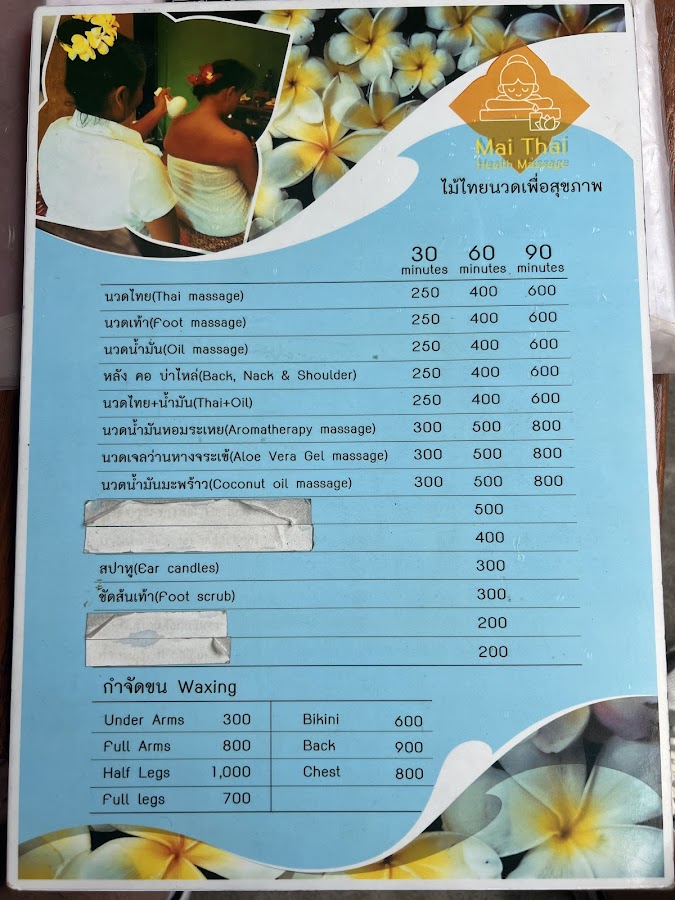 Mai Thai
Health Massage
ไม้ไทยนวดเพื่อสุขภาพ
30 60 90
minutes minutes minutes
นวดไทย(Thai massage) 250 400 600
นวดเท้า(Foot massage) 250 400 600
นวดน้ำมัน(Oil massage) 250 400 600
หลัง คอ บ่าไหล่(Back, Nack & Shoulder) 250 400 600
นวดไทย+น้ำมัน(Thai+Oil) 250 400 600
นวดน้ำมันหอมระเหย(Aromatherapy massage) 300 500 800
นวดเจลว่านหางจระเข้(Aloe Vera Gel massage) 300 500 800
นวดน้ำมันมะพร้าว(Coconut oil massage) 300 500 800
500
400
สปาหู(Ear candles) 300
ขัดส้นเท้า(Foot scrub) 300
200
200
กำจัดขน Waxing
Under Arms 300 Bikini 600
Full Arms 800 Back 900
Half Legs 1,000 Chest 800
Full legs 700